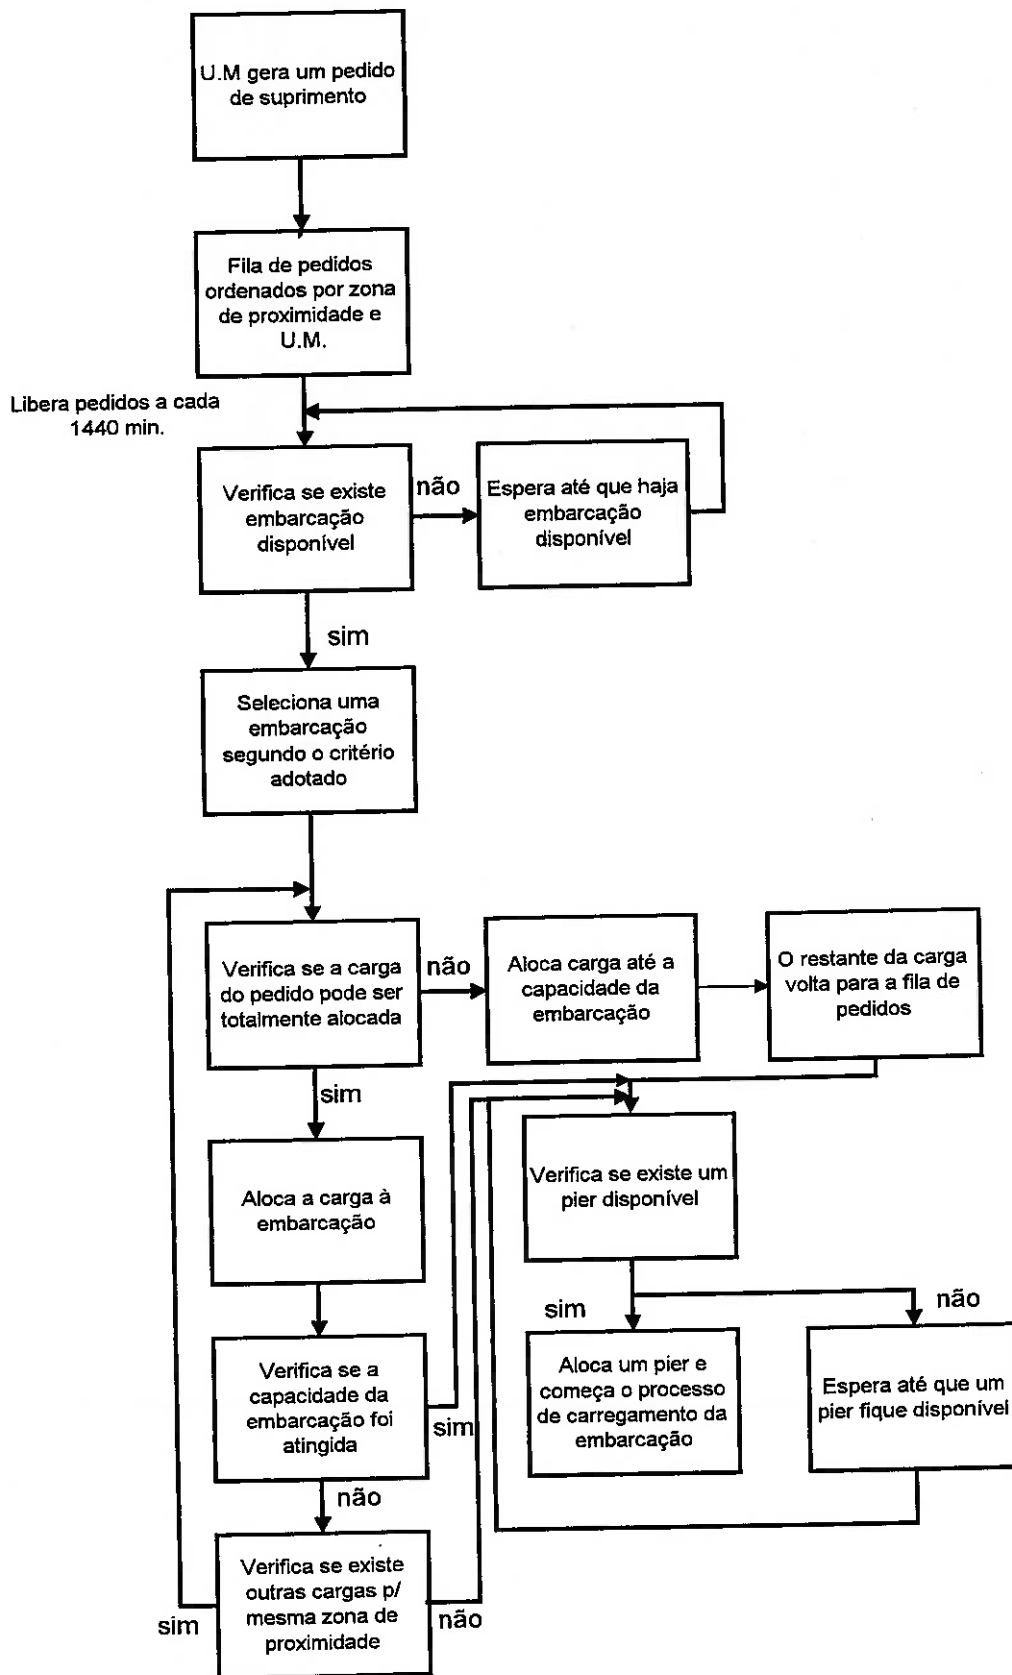 U.M gera um pedido
de suprimento
Fila de pedidos
ordenados por zona
de proximidade e
U.M.
Libera pedidos a cada
1440 min.
Verifica se existe
embarcação
disponível
não
Espera até que haja
embarcação
disponível
sim
Seleciona uma
embarcação
segundo o critério
adotado
Verifica se a carga
do pedido pode ser
totalmente alocada
não
Aloca carga até a
capacidade da
embarcação
O restante da carga
volta para a fila de
pedidos
sim
Aloca a carga à
embarcação
Verifica se existe um
pier disponível
sim
não
Verifica se a
capacidade da
embarcação foi
atingida
sim
Aloca um pier e
começa o processo
de carregamento da
embarcação
Espera até que um
pier fique disponível
não
Verifica se existe
outras cargas p/
mesma zona de
proximidade
sim
não